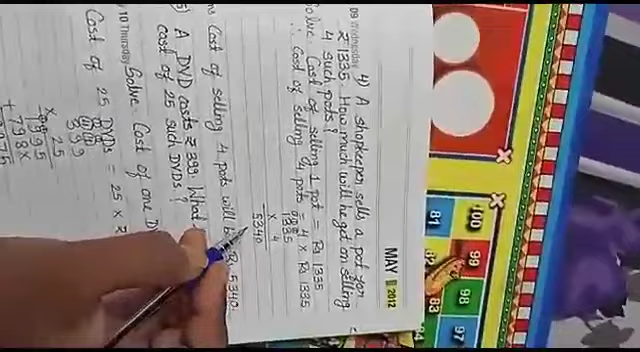 MAY 2012
09 Wednesday
4) A shopkeeper sells a pot for
₹ 1335. How much will he get on selling
4 such pots?
Solve. Cost of selling 1 pot = Rs 1335
∴ Cost of selling 4 pots = 4 × Rs 1335.
1335
× 4
5340
Ans Cost of selling 4 pots will be Rs 5340.
5) A DVD costs ₹ 399. What
cost of 25 such DVDs?
10 Thursday
Solve. Cost of one D
Cost of 25 DVDs = 25 ×
399
× 25
1995
+ 798×
9975
100
99
98
97
81
82
83